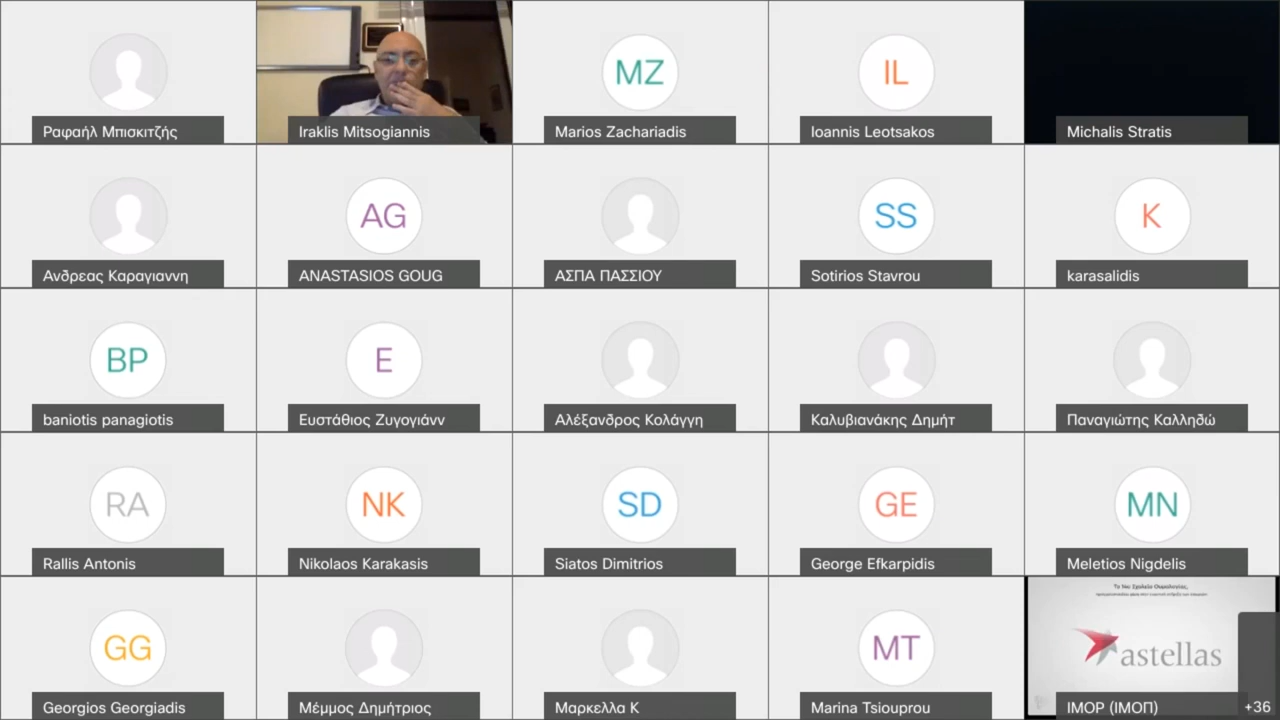 Ραφαήλ Μπισκιτζής
Iraklis Mitsogiannis
MZ
Marios Zachariadis
IL
Ioannis Leotsakos
Michalis Stratis
Ανδρεας Καραγιαννη
AG
ANASTASIOS GOUG
ΑΣΠΑ ΠΑΣΣΙΟΥ
SS
Sotirios Stavrou
K
karasalidis
BP
baniotis panagiotis
E
Ευστάθιος Ζυγογιάνν
Αλέξανδρος Κολάγγη
Καλυβιανάκης Δημήτ
Παναγιώτης Καλληδώ
RA
Rallis Antonis
NK
Nikolaos Karakasis
SD
Siatos Dimitrios
GE
George Efkarpidis
MN
Meletios Nigdelis
GG
Georgios Georgiadis
Μέμμος Δημήτριος
Μαρκελλα Κ
MT
Marina Tsiouprou
Σχολείο Ουρολογίας,
astellas
IMOP (ΙΜΟΠ)
+36